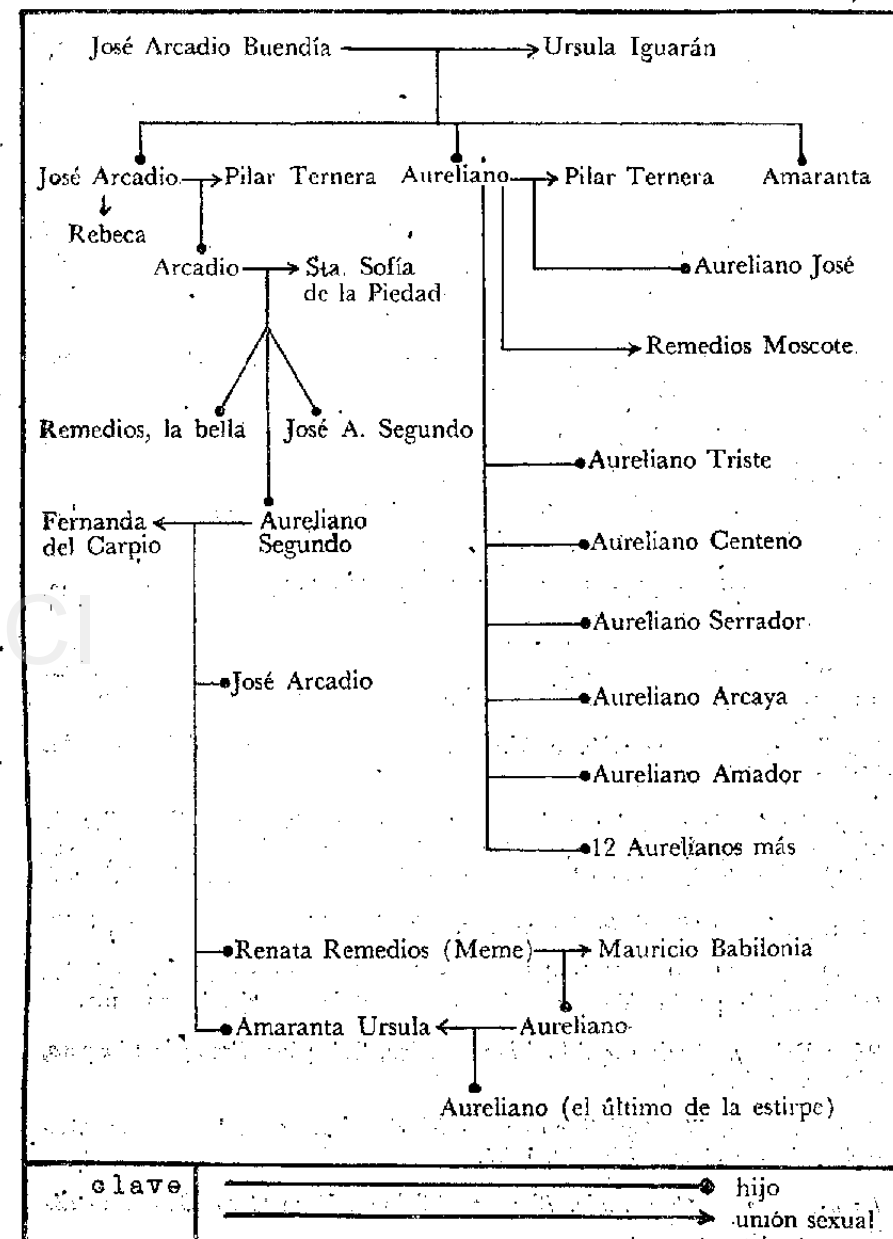 José Arcadio Buendía Ursula Iguarán
José Arcadio Pilar Ternera Aureliano Pilar Ternera Amaranta
Rebeca
Arcadio Sta. Sofía
de la Piedad
Aureliano José
Remedios Moscote
Remedios, la bella José A. Segundo
Aureliano Triste
Fernanda
del Carpio
Aureliano
Segundo
Aureliano Centeno
Aureliano Serrador
José Arcadio
Aureliano Arcaya
Aureliano Amador
12 Aurelianos más
Renata Remedios (Meme) Mauricio Babilonia
Amaranta Ursula Aureliano
Aureliano (el último de la estirpe)
clave
hijo
unión sexual
CI